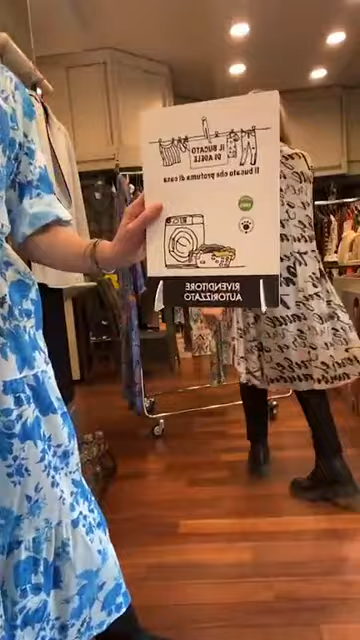 IL BUCATO
DI ADELE
Il bucato che profuma di casa
RIVENDITORE
AUTORIZZATO